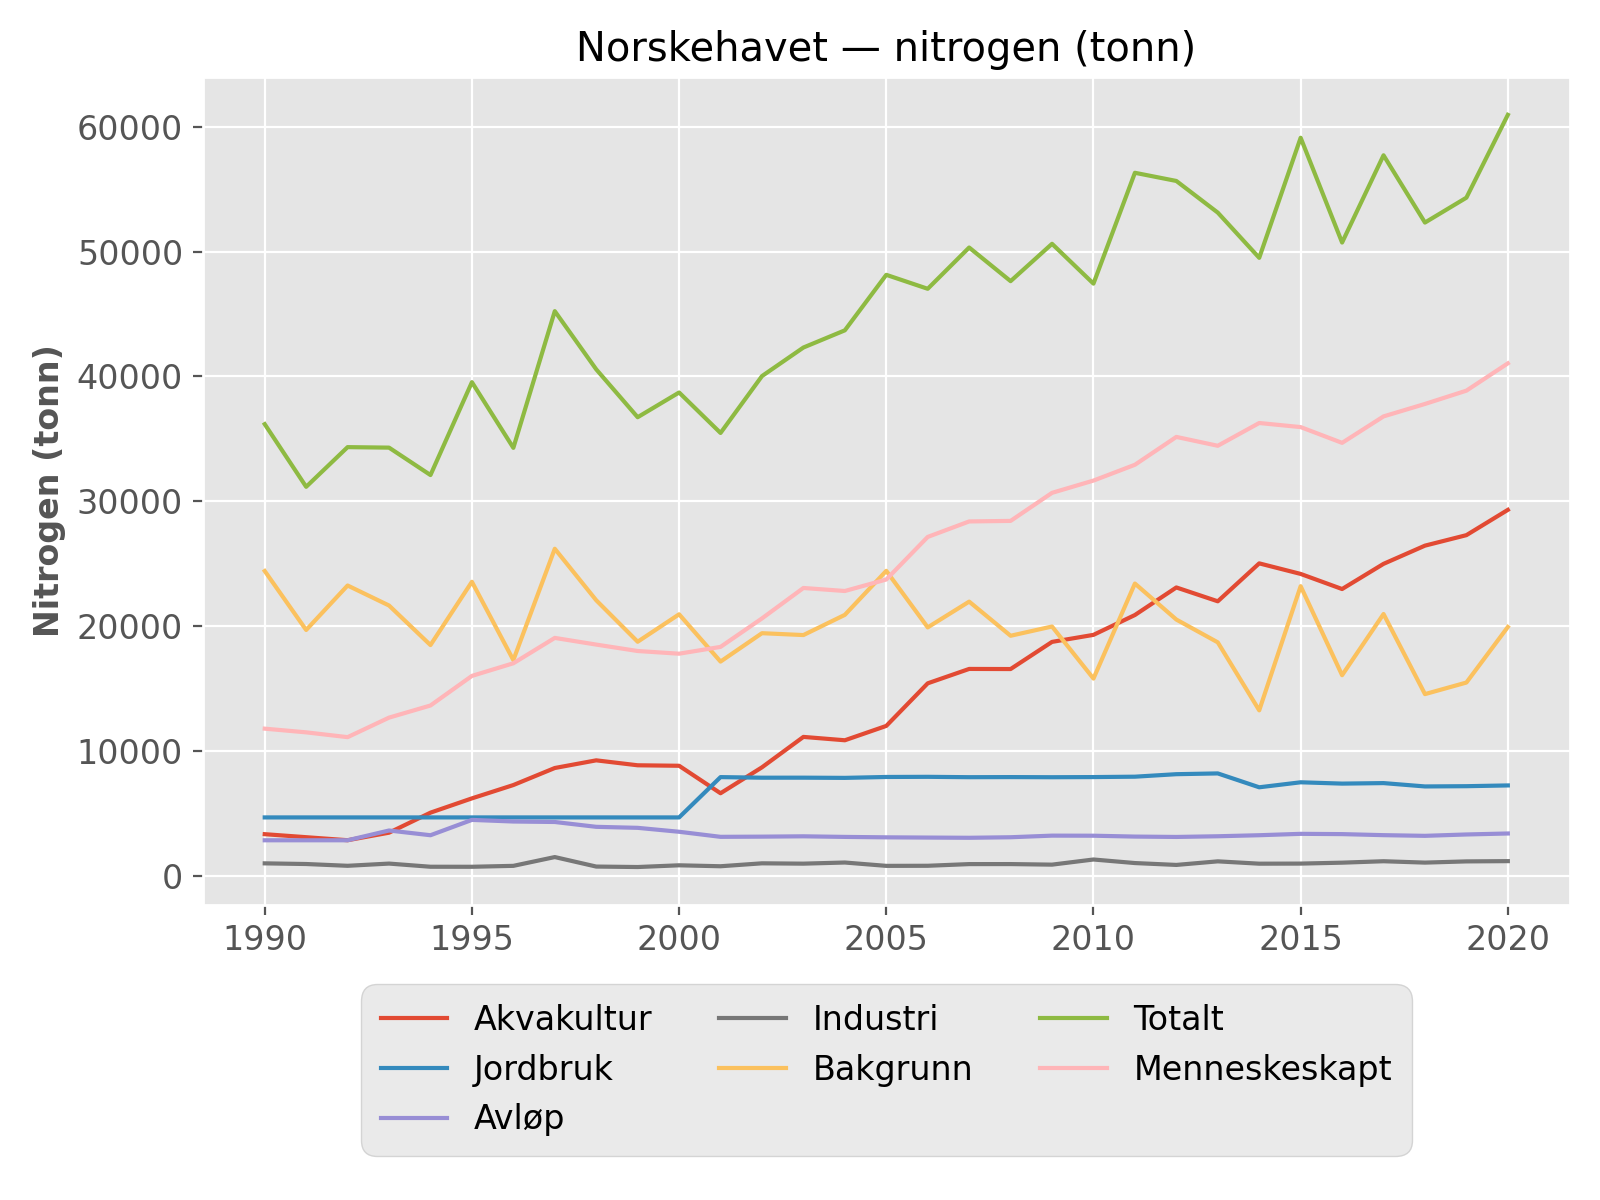 Norskehavet — nitrogen (tonn)
Nitrogen (tonn)
60000
50000
40000
30000
20000
10000
0
1990 1995 2000 2005 2010 2015 2020
Akvakultur Industri Totalt
Jordbruk Bakgrunn Menneskeskapt
Avløp